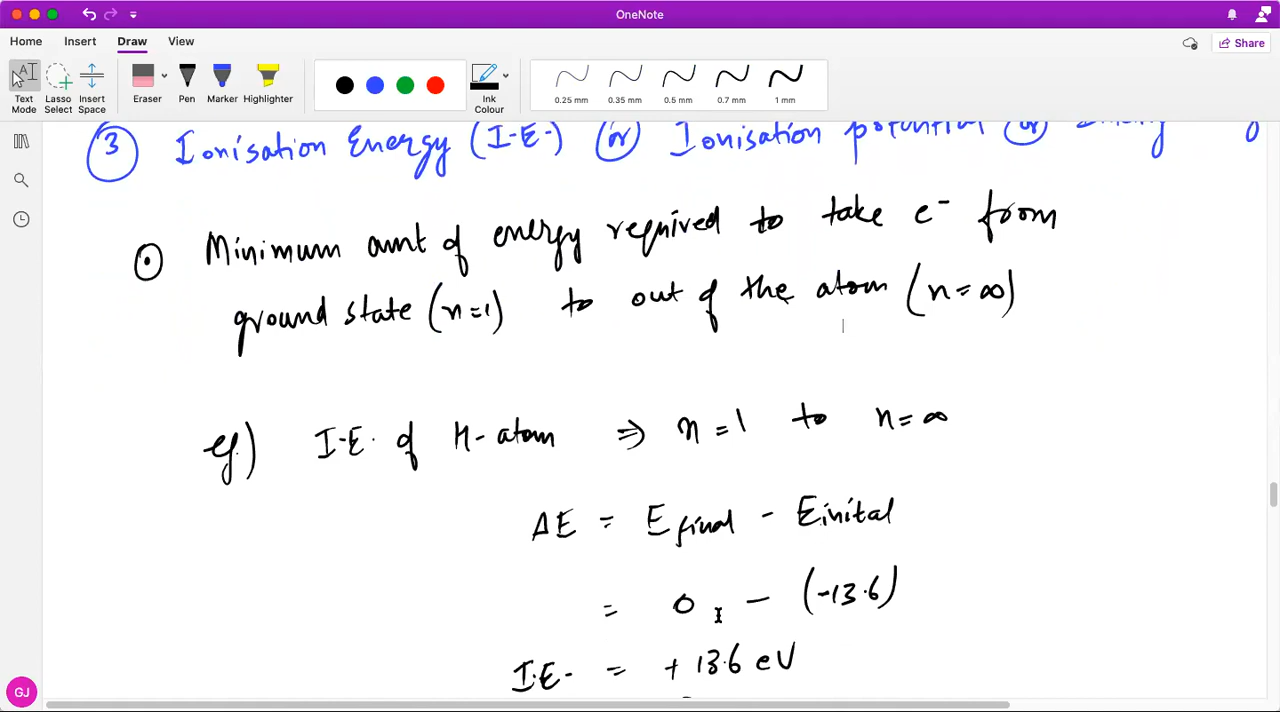 OneNote
Home Insert Draw View
Share
Text Mode
Lasso Select
Insert Space
Eraser
Pen
Marker
Highlighter
Ink Colour
0.25 mm
0.35 mm
0.5 mm
0.7 mm
1 mm
3 Ionisation Energy (I.E.) or Ionisation potential or
Minimum amt of energy required to take e- from
ground state (n=1) to out of the atom (n=∞)
eg.) I.E. of H-atom ⇒ n=1 to n=∞
ΔE = Efinal - Einital
= 0 - (-13.6)
I.E. = +13.6 eV
GJ